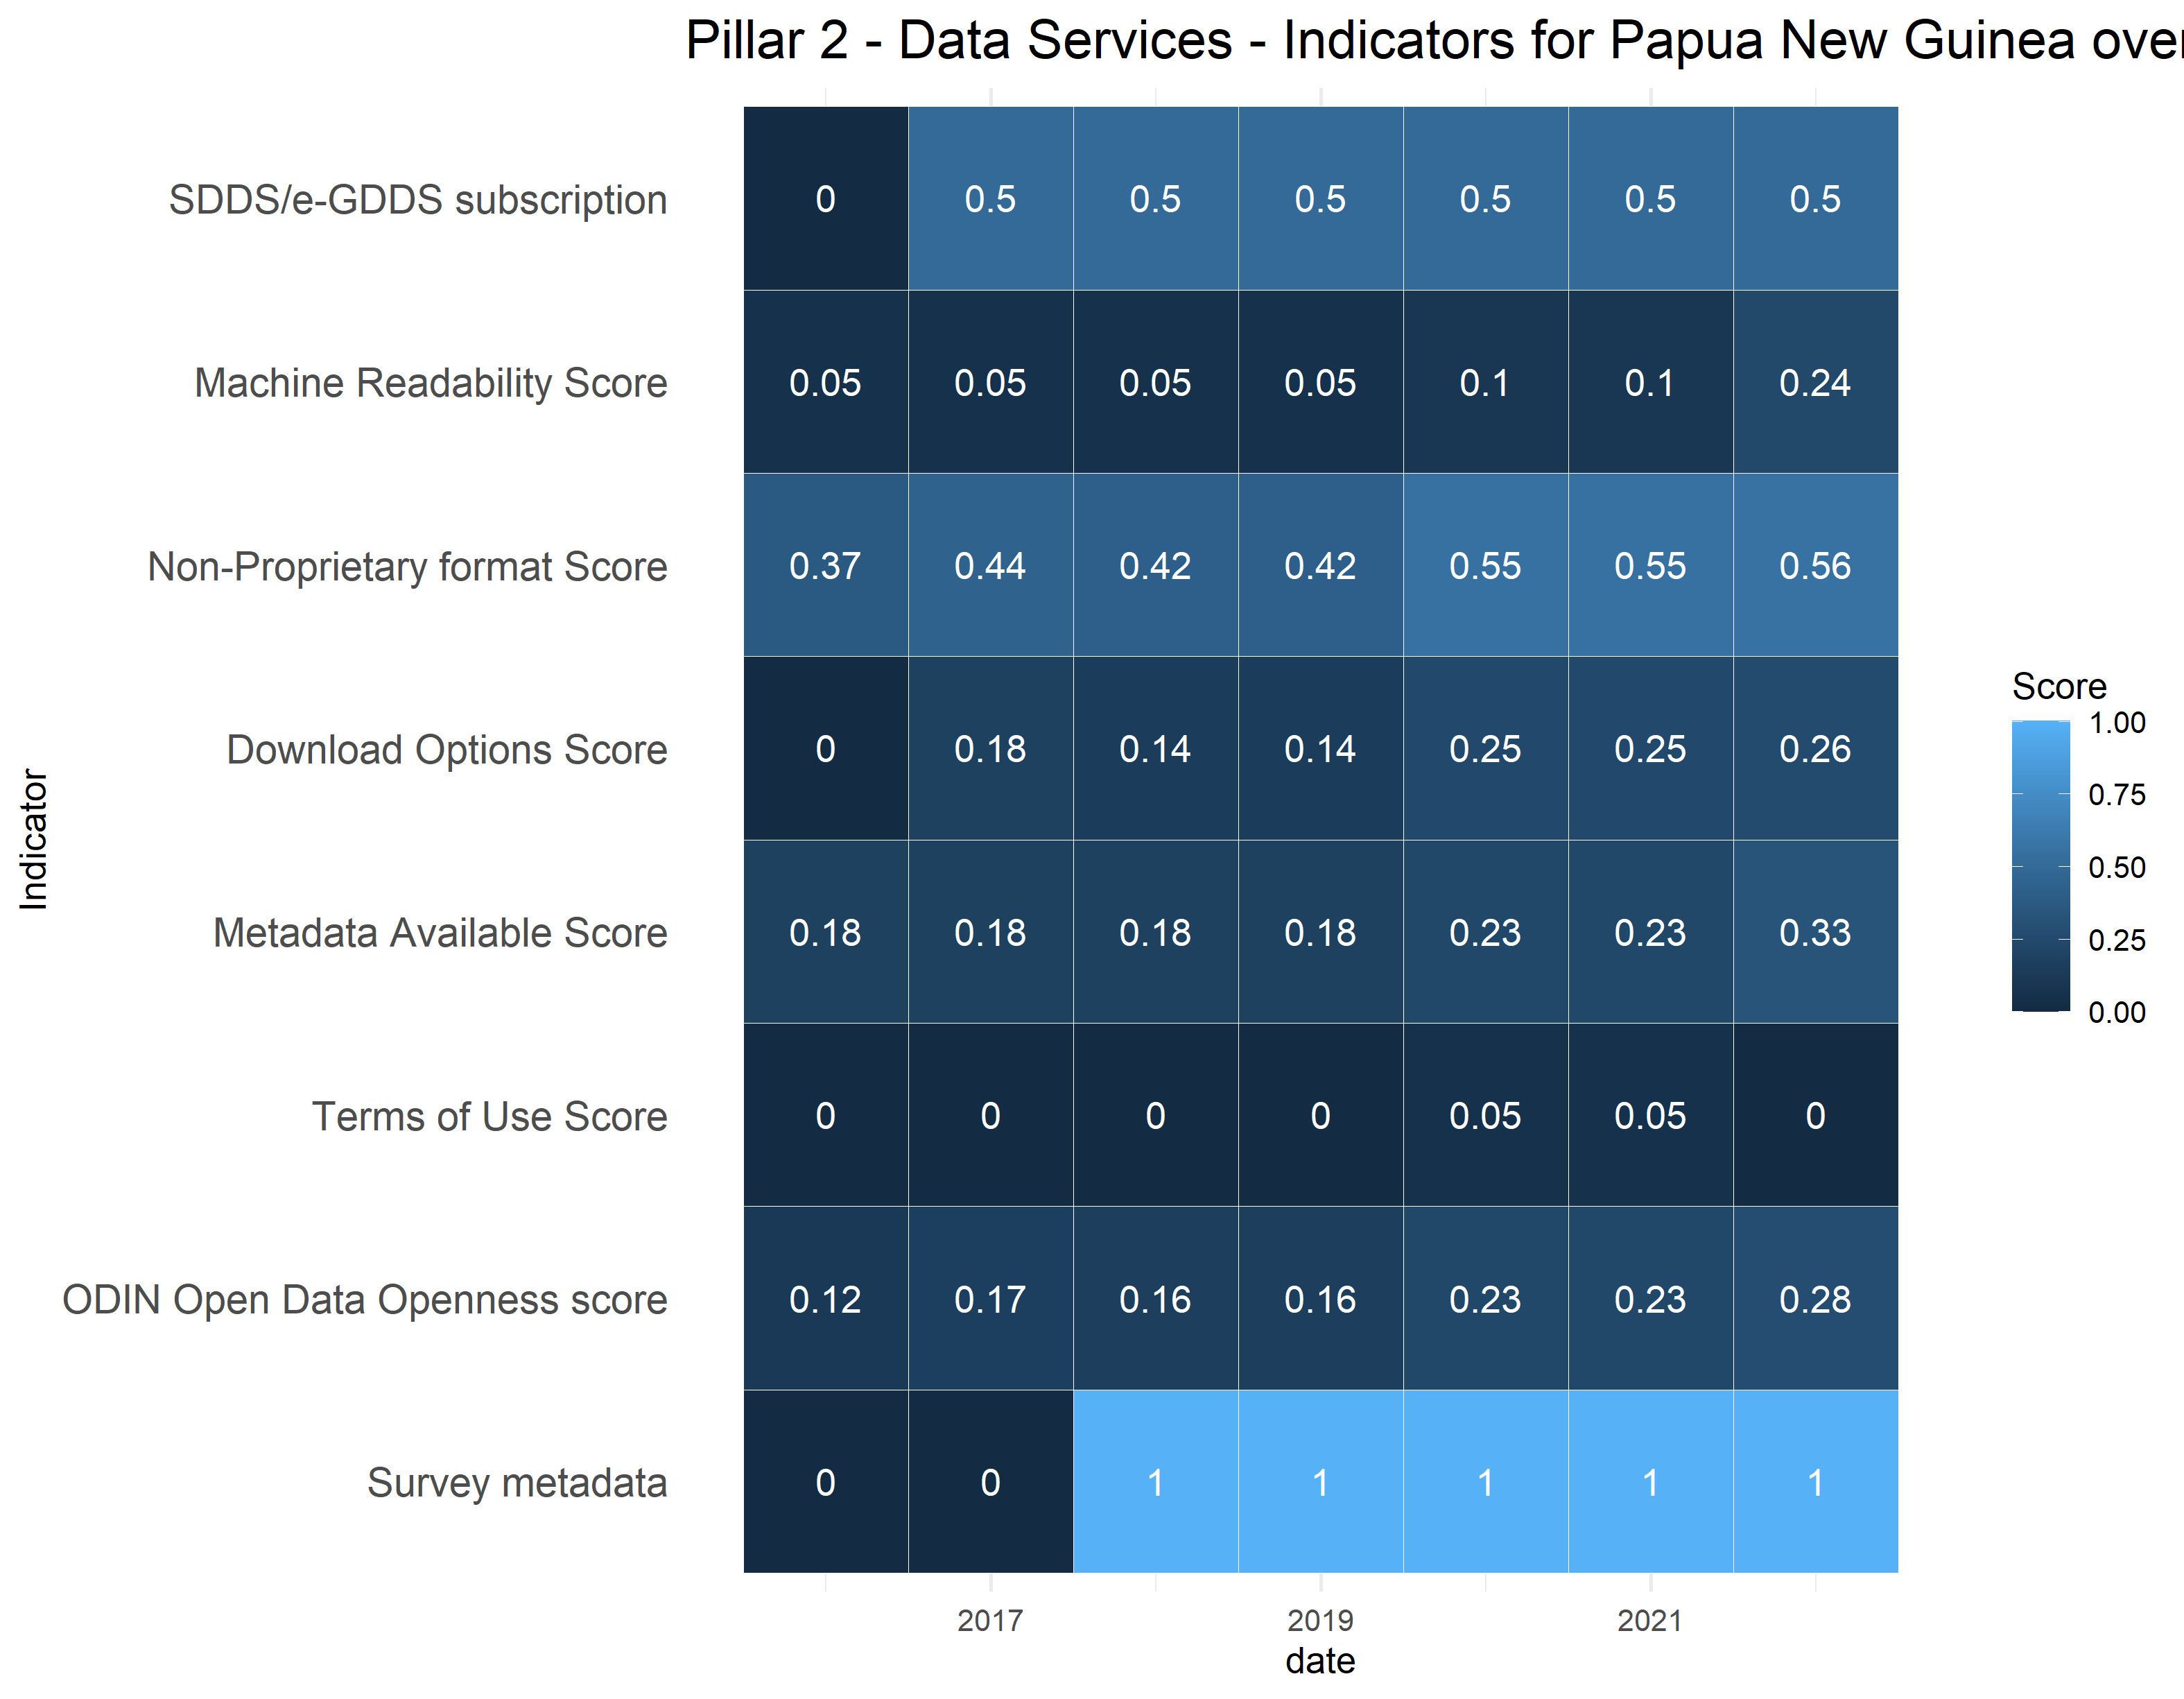 Pillar 2 - Data Services - Indicators for Papua New Guinea over
SDDS/e-GDDS subscription 0 0.5 0.5 0.5 0.5 0.5 0.5
Machine Readability Score 0.05 0.05 0.05 0.05 0.1 0.1 0.24
Non-Proprietary format Score 0.37 0.44 0.42 0.42 0.55 0.55 0.56
Download Options Score 0 0.18 0.14 0.14 0.25 0.25 0.26
Metadata Available Score 0.18 0.18 0.18 0.18 0.23 0.23 0.33
Terms of Use Score 0 0 0 0 0.05 0.05 0
ODIN Open Data Openness score 0.12 0.17 0.16 0.16 0.23 0.23 0.28
Survey metadata 0 0 1 1 1 1 1
2017 2019 2021
date
Indicator
Score
1.00
0.75
0.50
0.25
0.00